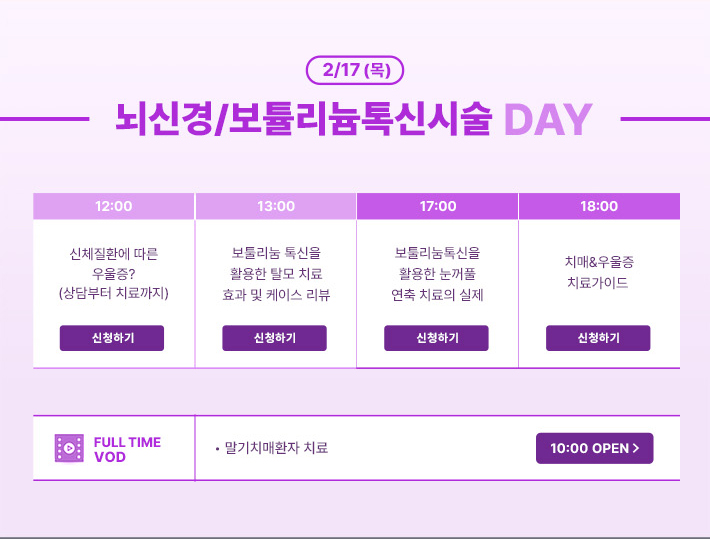 2/17 (목)
뇌신경/보튤리늄톡신시술 DAY
12:00
신체질환에 따른
우울증?
(상담부터 치료까지)
신청하기
13:00
보툴리눔 톡신을
활용한 탈모 치료
효과 및 케이스 리뷰
신청하기
17:00
보툴리눔톡신을
활용한 눈꺼풀
연축 치료의 실제
신청하기
18:00
치매&우울증
치료가이드
신청하기
FULL TIME
VOD
• 말기치매환자 치료
10:00 OPEN >